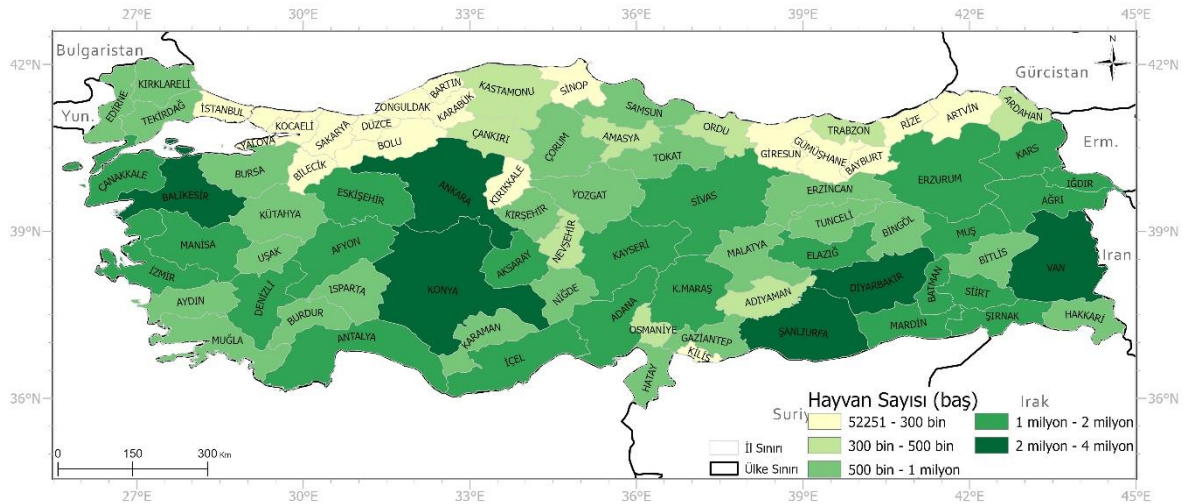 27°E 30°E 33°E 36°E 39°E 42°E 45°E
Bulgaristan
N
42°N
42°N
Gürcistan
KIRKLARELİ
EDİRNE
TEKİRDAĞ
Yun.
İSTANBUL
KOCAELİ
YALOVA
SAKARYA
DÜZCE
BOLU
BİLECİK
ZONGULDAK
BARTIN
KARABÜK
KASTAMONU
SİNOP
ÇANKIRI
SAMSUN
AMASYA
ORDU
ÇORUM
TOKAT
GİRESUN
TRABZON
GÜMÜŞHANE
BAYBURT
RİZE
ARTVİN
ARDAHAN
KARS
Erm.
IĞDIR
AĞRI
ERZURUM
ERZİNCAN
ÇANAKKALE
BALIKESİR
BURSA
KÜTAHYA
ESKİŞEHİR
ANKARA
KIRIKKALE
KIRŞEHİR
YOZGAT
SİVAS
TUNCELİ
BİNGÖL
MUŞ
39°N
39°N
MANİSA
UŞAK
AFYON
İZMİR
AYDIN
DENİZLİ
ISPARTA
BURDUR
MUĞLA
ANTALYA
KONYA
AKSARAY
NEVŞEHİR
NİĞDE
KARAMAN
İÇEL
KAYSERİ
ADANA
K.MARAŞ
OSMANİYE
GAZİANTEP
KİLİS
HATAY
MALATYA
ADIYAMAN
ELAZIĞ
DİYARBAKIR
ŞANLIURFA
MARDİN
BATMAN
SİİRT
ŞIRNAK
BİTLİS
VAN
HAKKARİ
Iran
36°N
36°N
Suriy
Irak
Hayvan Sayısı (baş)
52251 - 300 bin
300 bin - 500 bin
500 bin - 1 milyon
1 milyon - 2 milyon
2 milyon - 4 milyon
İl Sınırı
Ülke Sınırı
0 150 300 Km
27°E 30°E 33°E 36°E 39°E 42°E 45°E